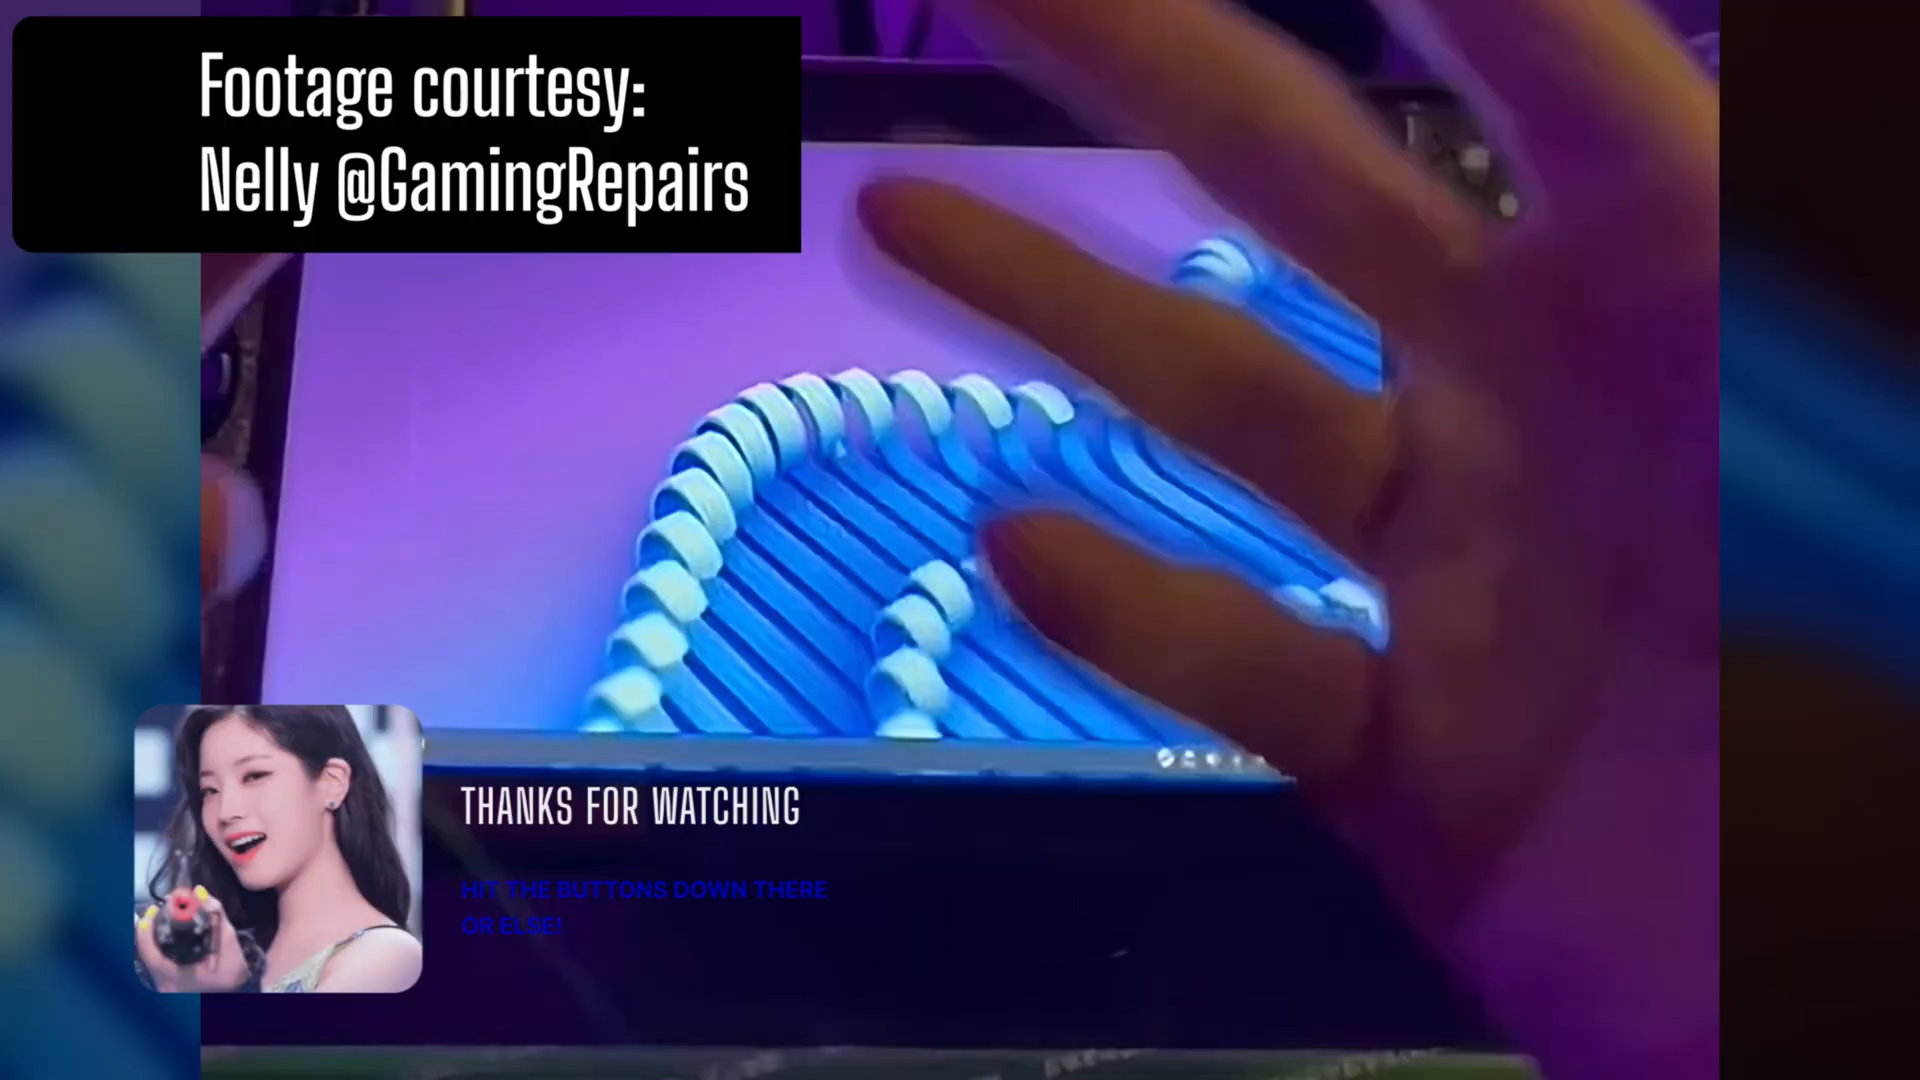 Footage courtesy:
Nelly @GamingRepairs
THANKS FOR WATCHING
HIT THE BUTTONS DOWN THERE
OR ELSE!